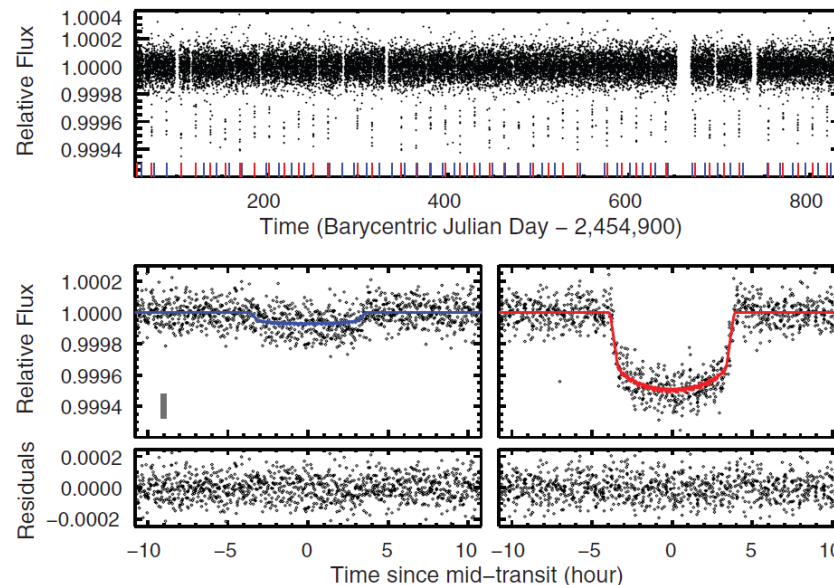 Relative Flux
1.0004
1.0002
1.0000
0.9998
0.9996
0.9994
200 400 600 800
Time (Barycentric Julian Day − 2,454,900)
Relative Flux
1.0002
1.0000
0.9998
0.9996
0.9994
Residuals
0.0002
0.0000
−0.0002
−10 −5 0 5 10 −10 −5 0 5 10
Time since mid−transit (hour)